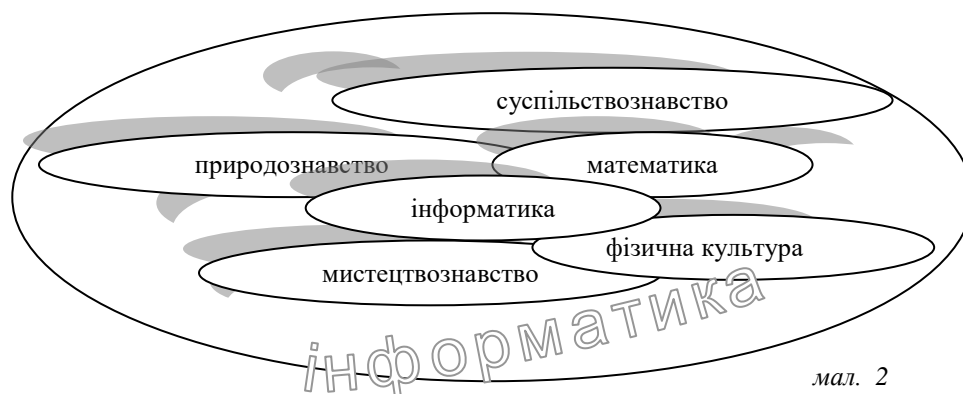 суспільствознавство
природознавство
математика
інформатика
фізична культура
мистецтвознавство
інформатика
мал. 2